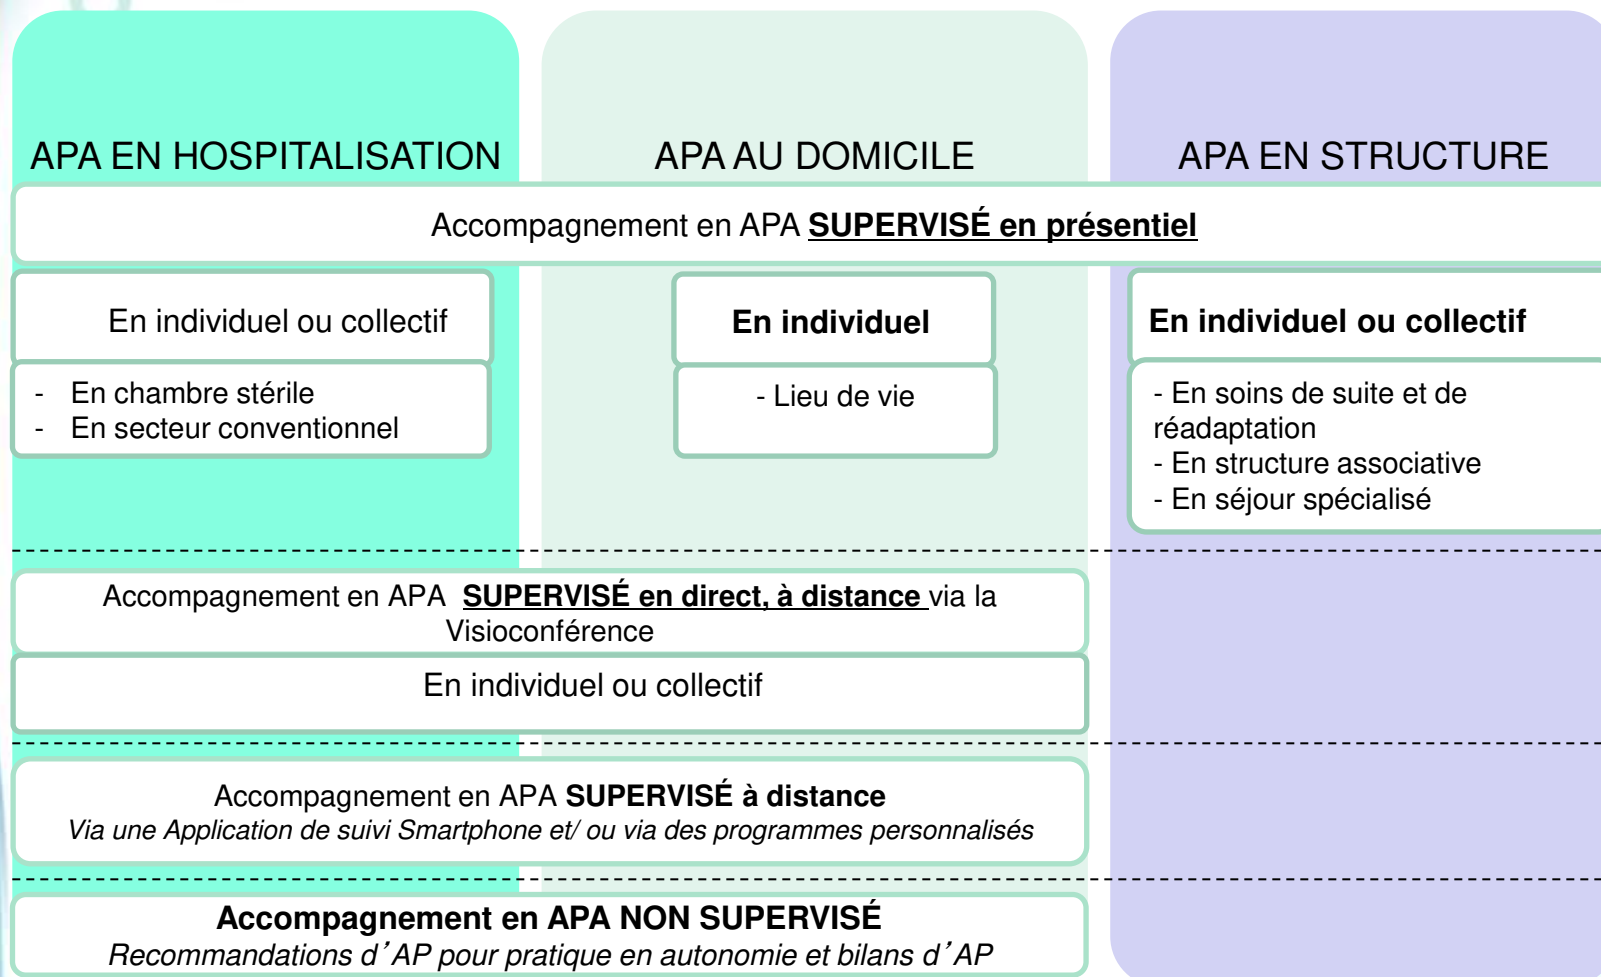 APA EN HOSPITALISATION
APA AU DOMICILE
APA EN STRUCTURE
Accompagnement en APA SUPERVISÉ en présentiel
En individuel ou collectif
- En chambre stérile
- En secteur conventionnel
En individuel
- Lieu de vie
En individuel ou collectif
- En soins de suite et de
réadaptation
- En structure associative
- En séjour spécialisé
Accompagnement en APA SUPERVISÉ en direct, à distance via la
Visioconférence
En individuel ou collectif
Accompagnement en APA SUPERVISÉ à distance
Via une Application de suivi Smartphone et/ ou via des programmes personnalisés
Accompagnement en APA NON SUPERVISÉ
Recommandations d’AP pour pratique en autonomie et bilans d’AP